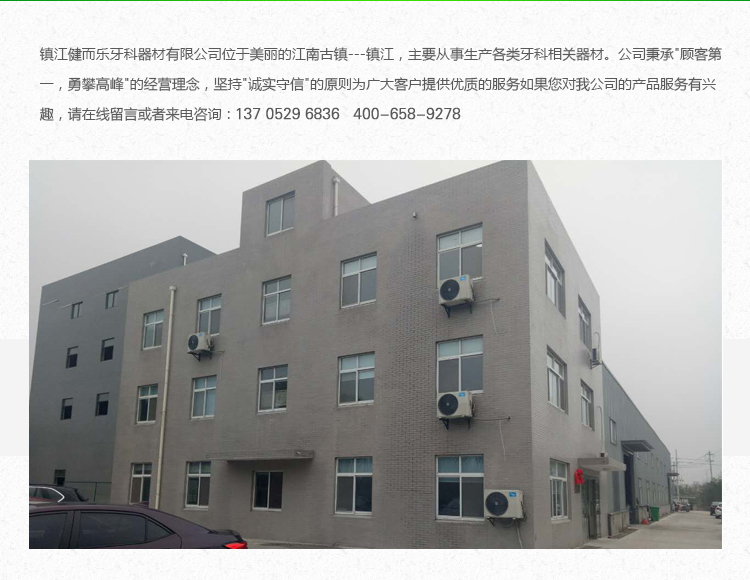 镇江健而乐牙科器材有限公司位于美丽的江南古镇---镇江，主要从事生产各类牙科相关器材。公司秉承"顾客第
一，勇攀高峰"的经营理念，坚持"诚实守信"的原则为广大客户提供优质的服务如果您对我公司的产品服务有兴
趣，请在线留言或者来电咨询：137 0529 6836   400-658-9278